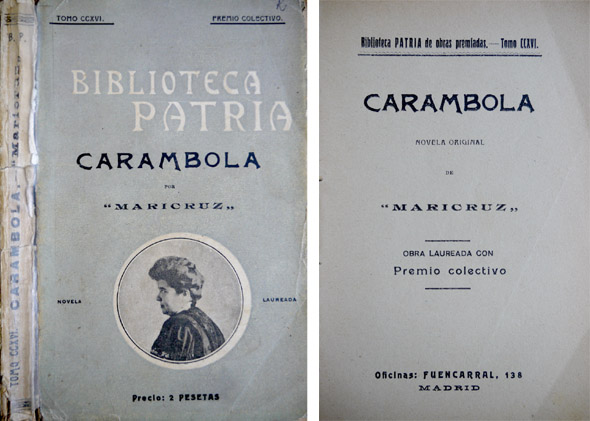 B. P.
TOMO CCXVI. CARAMBOLA, "Maricruz
TOMO CCXVI.
PREMIO COLECTIVO.
BIBLIOTECA
PATRIA
CARAMBOLA
POR
“MARICRUZ„
NOVELA
LAUREADA
Precio: 2 PESETAS
Biblioteca PATRIA de obras premiadas.—Tomo CCXVI.
CARAMBOLA
NOVELA ORIGINAL
DE
“MARICRUZ„
OBRA LAUREADA CON
Premio colectivo
Oficinas: FUENCARRAL, 138
MADRID